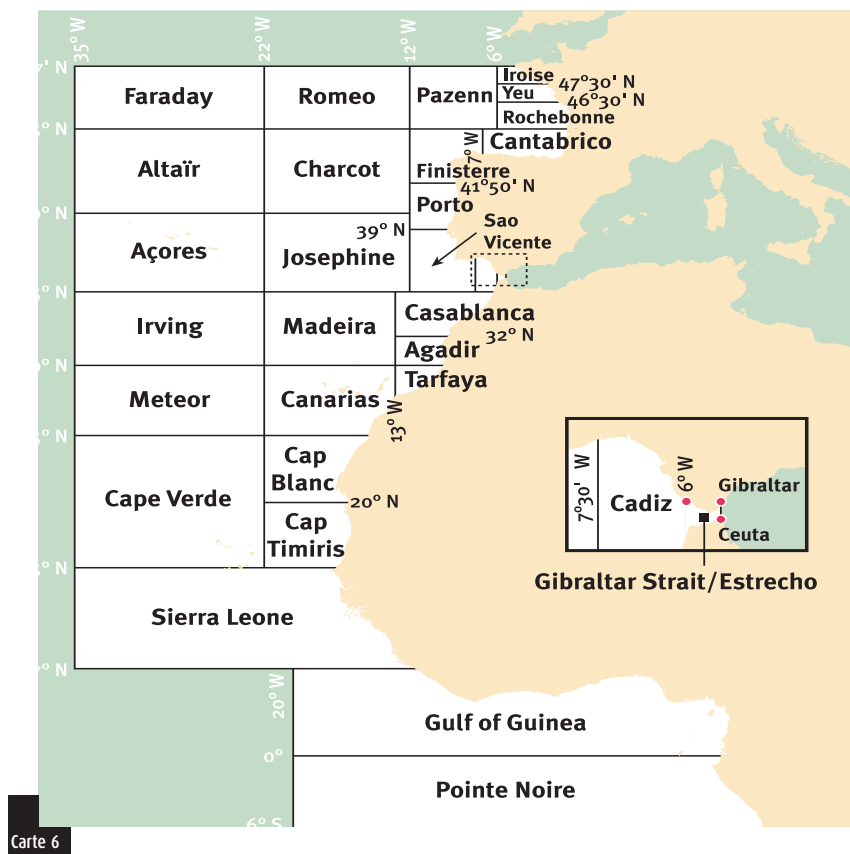 35° W
22° W
12° W
6° W
Faraday
Romeo
Pazenn
Iroise
47°30' N
Yeu
46°30' N
Rochebonne
Altaïr
Charcot
7° W
Cantabrico
Finisterre
41°50' N
Porto
Açores
39° N
Josephine
Sao
Vicente
Irving
Madeira
Casablanca
32° N
Agadir
Meteor
Canarias
Tarfaya
13° W
Cape Verde
Cap
Blanc
20° N
Cap
Timiris
7°30' W
Cadiz
6° W
Gibraltar
Ceuta
Gibraltar Strait/Estrecho
Sierra Leone
20° W
Gulf of Guinea
0°
Pointe Noire
6° S
Carte 6